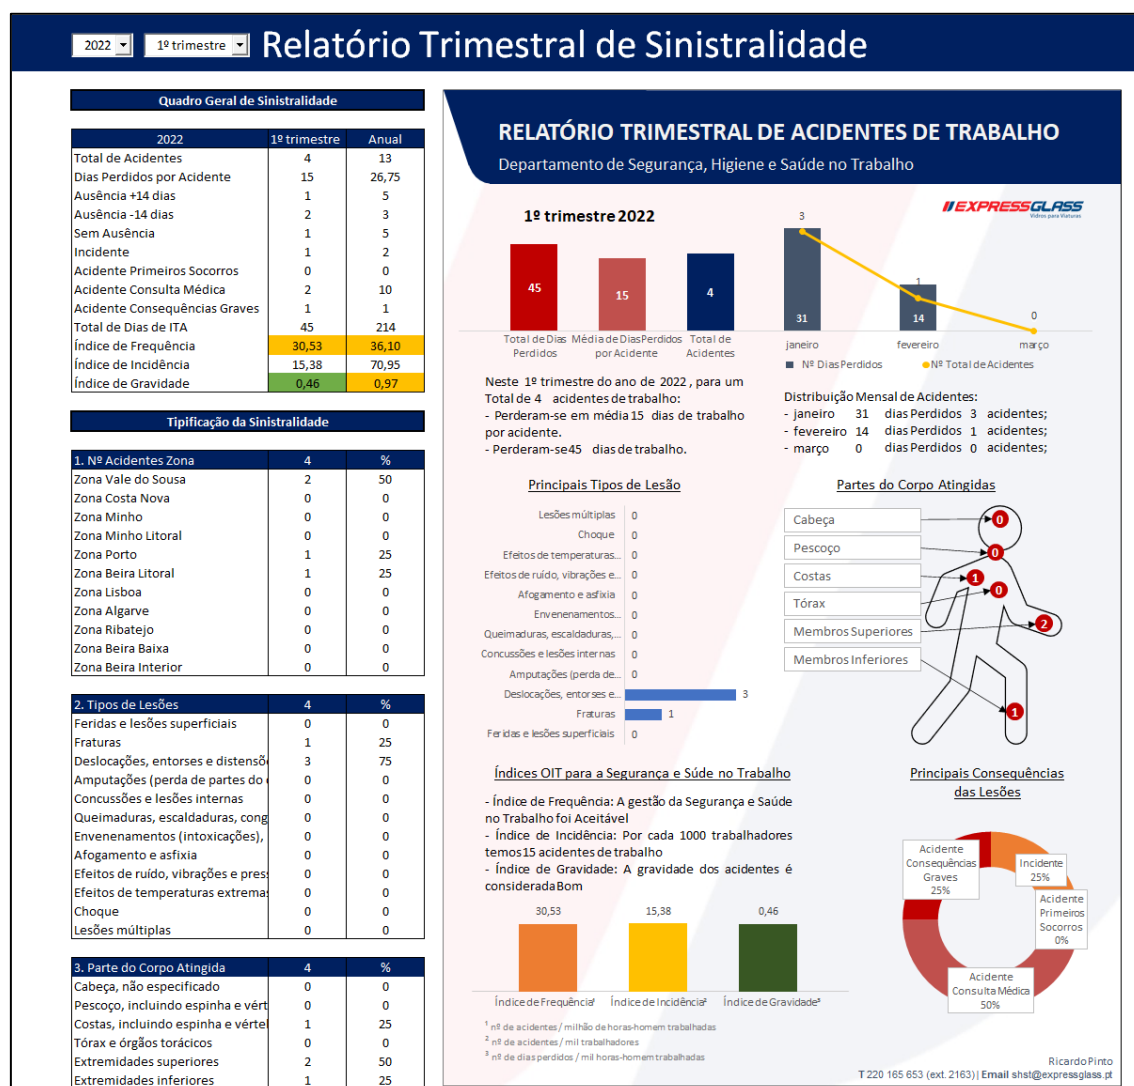 2022 1º trimestre Relatório Trimestral de Sinistralidade
Quadro Geral de Sinistralidade
2022 1º trimestre Anual
Total de Acidentes 4 13
Dias Perdidos por Acidente 15 26,75
Ausência +14 dias 1 5
Ausência -14 dias 2 3
Sem Ausência 1 5
Incidente 1 2
Acidente Primeiros Socorros 0 0
Acidente Consulta Médica 2 10
Acidente Consequências Graves 1 1
Total de Dias de ITA 45 214
Índice de Frequência 30,53 36,10
Índice de Incidência 15,38 70,95
Índice de Gravidade 0,46 0,97
Tipificação da Sinistralidade
1. Nº Acidentes Zona 4 %
Zona Vale do Sousa 2 50
Zona Costa Nova 0 0
Zona Minho 0 0
Zona Minho Litoral 0 0
Zona Porto 1 25
Zona Beira Litoral 1 25
Zona Lisboa 0 0
Zona Algarve 0 0
Zona Ribatejo 0 0
Zona Beira Baixa 0 0
Zona Beira Interior 0 0
2. Tipos de Lesões 4 %
Feridas e lesões superficiais 0 0
Fraturas 1 25
Deslocações, entorses e distensõ 3 75
Amputações (perda de partes do 0 0
Concussões e lesões internas 0 0
Queimaduras, escaldaduras, cong 0 0
Envenenamentos (intoxicações), 0 0
Afogamento e asfixia 0 0
Efeitos de ruído, vibrações e pres 0 0
Efeitos de temperaturas extrema 0 0
Choque 0 0
Lesões múltiplas 0 0
3. Parte do Corpo Atingida 4 %
Cabeça, não especificado 0 0
Pescoço, incluindo espinha e vért 0 0
Costas, incluindo espinha e vérte 1 25
Tórax e órgãos torácicos 0 0
Extremidades superiores 2 50
Extremidades inferiores 1 25
RELATÓRIO TRIMESTRAL DE ACIDENTES DE TRABALHO
Departamento de Segurança, Higiene e Saúde no Trabalho
EXPRESSGLASS
Vidros para Viaturas
1º trimestre 2022
45 15 4
Total de Dias Perdidos
Média de Dias Perdidos por Acidente
Total de Acidentes
3 1 0
31 14
janeiro fevereiro março
Nº Dias Perdidos Nº Total de Acidentes
Neste 1º trimestre do ano de 2022 , para um
Total de 4 acidentes de trabalho:
- Perderam-se em média 15 dias de trabalho
por acidente.
- Perderam-se45 dias de trabalho.
Distribuição Mensal de Acidentes:
- janeiro 31 dias Perdidos 3 acidentes;
- fevereiro 14 dias Perdidos 1 acidentes;
- março 0 dias Perdidos 0 acidentes;
Principais Tipos de Lesão
Lesões múltiplas 0
Choque 0
Efeitos de temperaturas... 0
Efeitos de ruído, vibrações e... 0
Afogamento e asfixia 0
Envenenamentos... 0
Queimaduras, escaldaduras,... 0
Concussões e lesões internas 0
Amputações (perda de... 0
Deslocações, entorses e... 3
Fraturas 1
Feridas e lesões superficiais 0
Partes do Corpo Atingidas
Cabeça 0
Pescoço 0
Costas 1
Tórax 0
Membros Superiores 2
Membros Inferiores 1
Índices OIT para a Segurança e Súde no Trabalho
- Índice de Frequência: A gestão da Segurança e Saúde
no Trabalho foi Aceitável
- Índice de Incidência: Por cada 1000 trabalhadores
temos15 acidentes de trabalho
- Índice de Gravidade: A gravidade dos acidentes é
consideradaBom
30,53 15,38 0,46
Índice de Frequência¹ Índice de Incidência² Índice de Gravidade³
¹ nº de acidentes / milhão de horas-homem trabalhadas
² nº de acidentes / mil trabalhadores
³ nº de dias perdidos / mil horas-homem trabalhadas
Principais Consequências
das Lesões
Acidente
Consequências
Graves
25%
Incidente
25%
Acidente
Primeiros
Socorros
0%
Acidente
Consulta Médica
50%
Ricardo Pinto
T 220 165 653 (ext. 2163) | Email shst@expressglass.pt